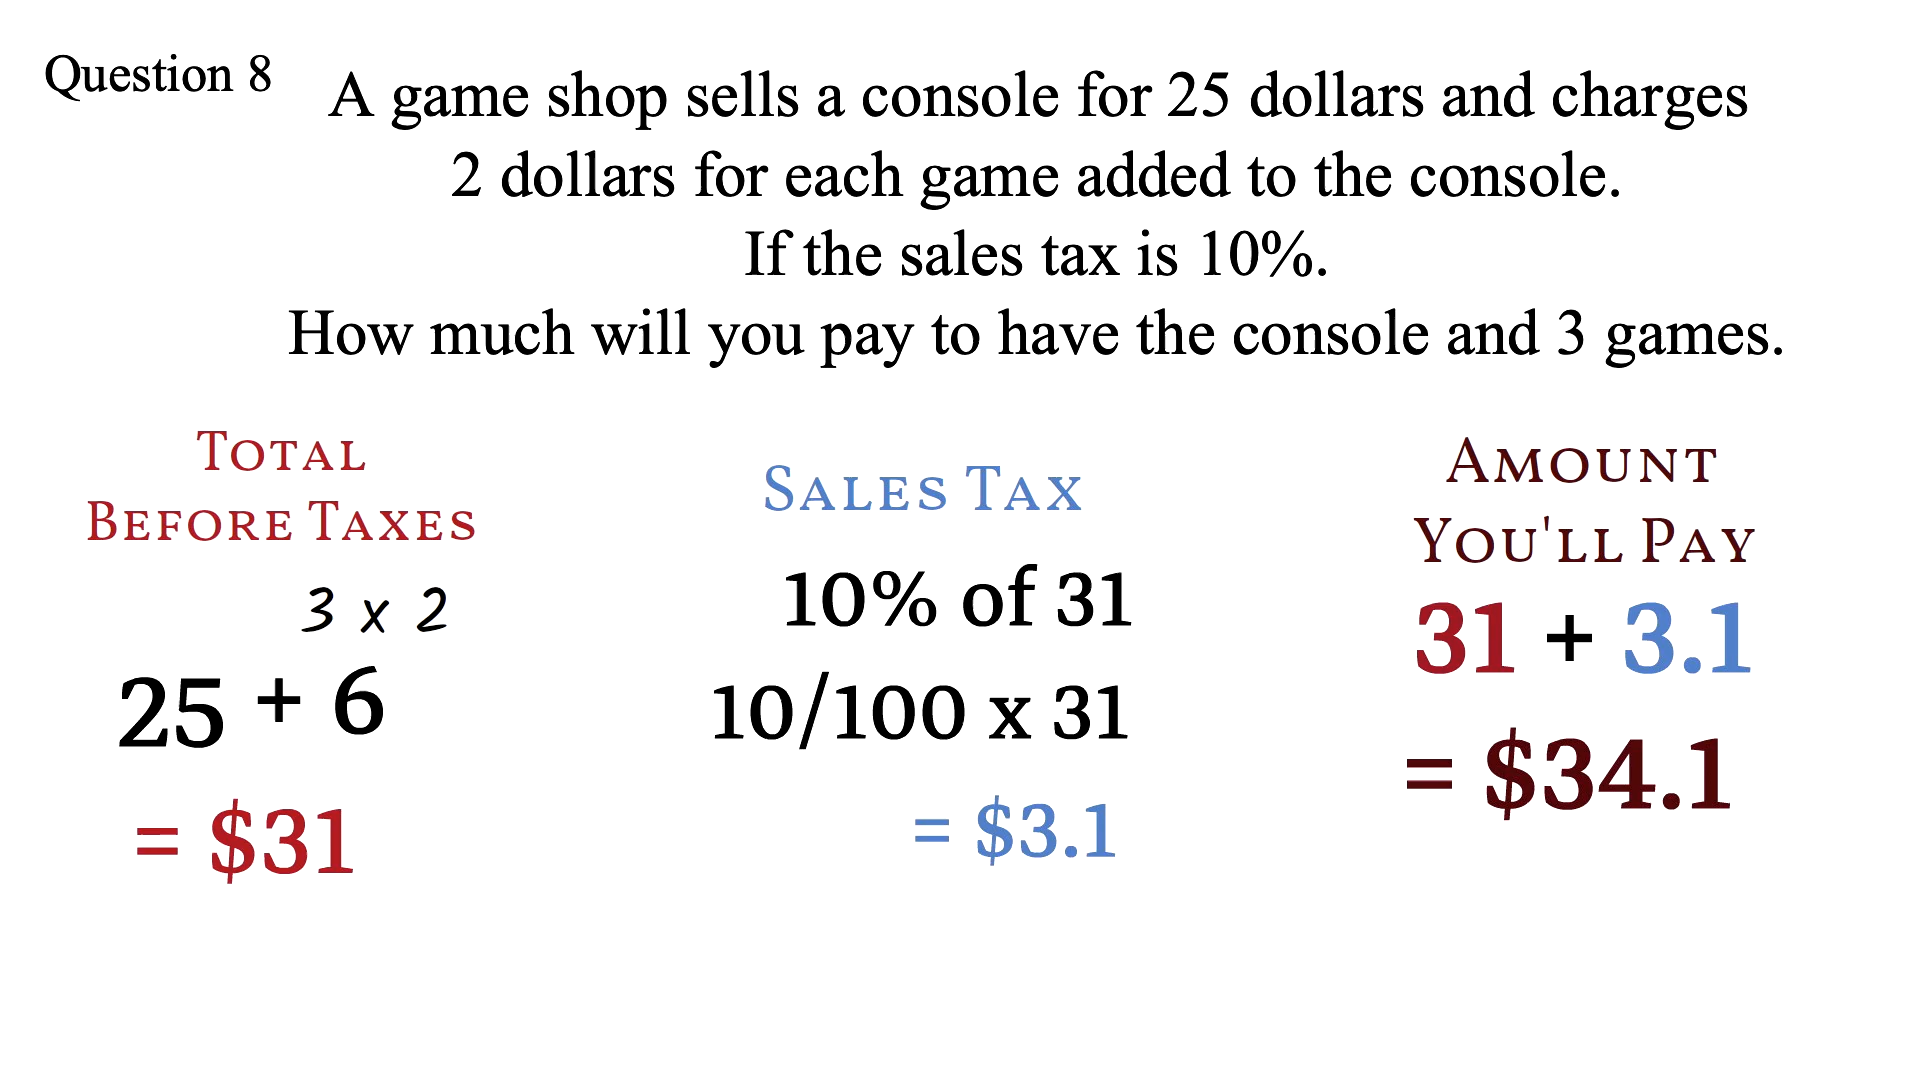 Question 8
A game shop sells a console for 25 dollars and charges
2 dollars for each game added to the console.
If the sales tax is 10%.
How much will you pay to have the console and 3 games.
Total
Before Taxes
3 x 2
25 + 6
= $31
Sales Tax
10% of 31
10/100 x 31
= $3.1
Amount
You'll Pay
31 + 3.1
= $34.1